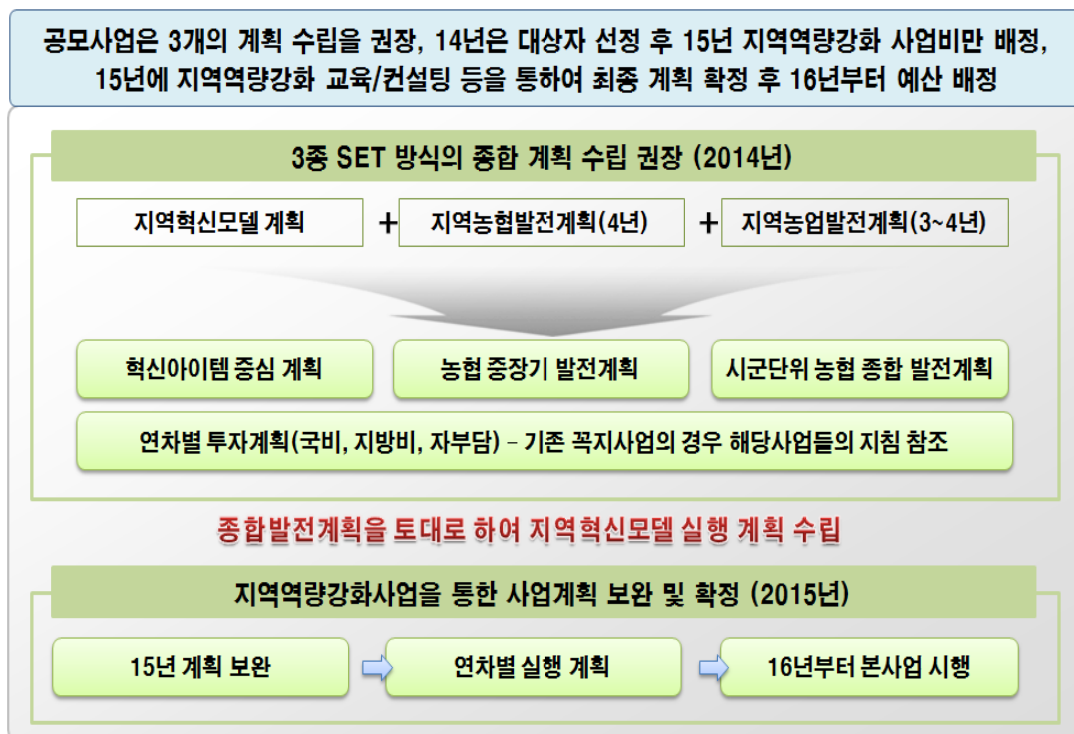 공모사업은 3개의 계획 수립을 권장, 14년은 대상자 선정 후 15년 지역역량강화 사업비만 배정,
15년에 지역역량강화 교육/컨설팅 등을 통하여 최종 계획 확정 후 16년부터 예산 배정
3종 SET 방식의 종합 계획 수립 권장 (2014년)
지역혁신모델 계획 + 지역농협발전계획(4년) + 지역농업발전계획(3~4년)
혁신아이템 중심 계획 농협 중장기 발전계획 시군단위 농협 종합 발전계획
연차별 투자계획(국비, 지방비, 자부담) – 기존 꼭지사업의 경우 해당사업들의 지침 참조
종합발전계획을 토대로 하여 지역혁신모델 실행 계획 수립
지역역량강화사업을 통한 사업계획 보완 및 확정 (2015년)
15년 계획 보완 연차별 실행 계획 16년부터 본사업 시행